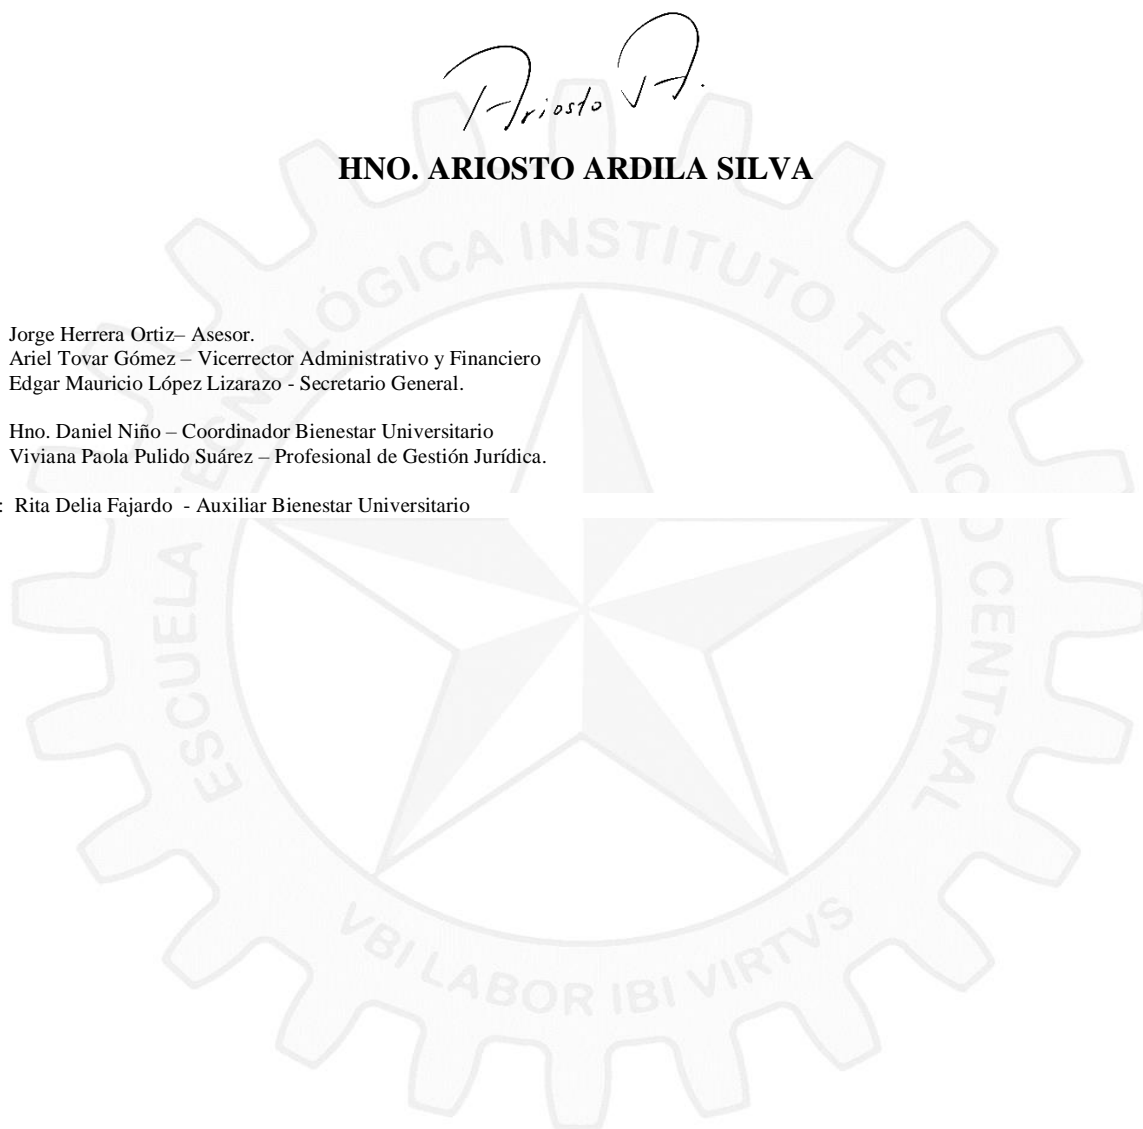 Ariosto A.
HNO. ARIOSTO ARDILA SILVA
Jorge Herrera Ortiz– Asesor.
Ariel Tovar Gómez – Vicerrector Administrativo y Financiero
Edgar Mauricio López Lizarazo - Secretario General.
Hno. Daniel Niño – Coordinador Bienestar Universitario
Viviana Paola Pulido Suárez – Profesional de Gestión Jurídica.
: Rita Delia Fajardo - Auxiliar Bienestar Universitario
ESCUELA TECNOLÓGICA INSTITUTO TÉCNICO CENTRAL
VBI LABOR IBI VIRTVS